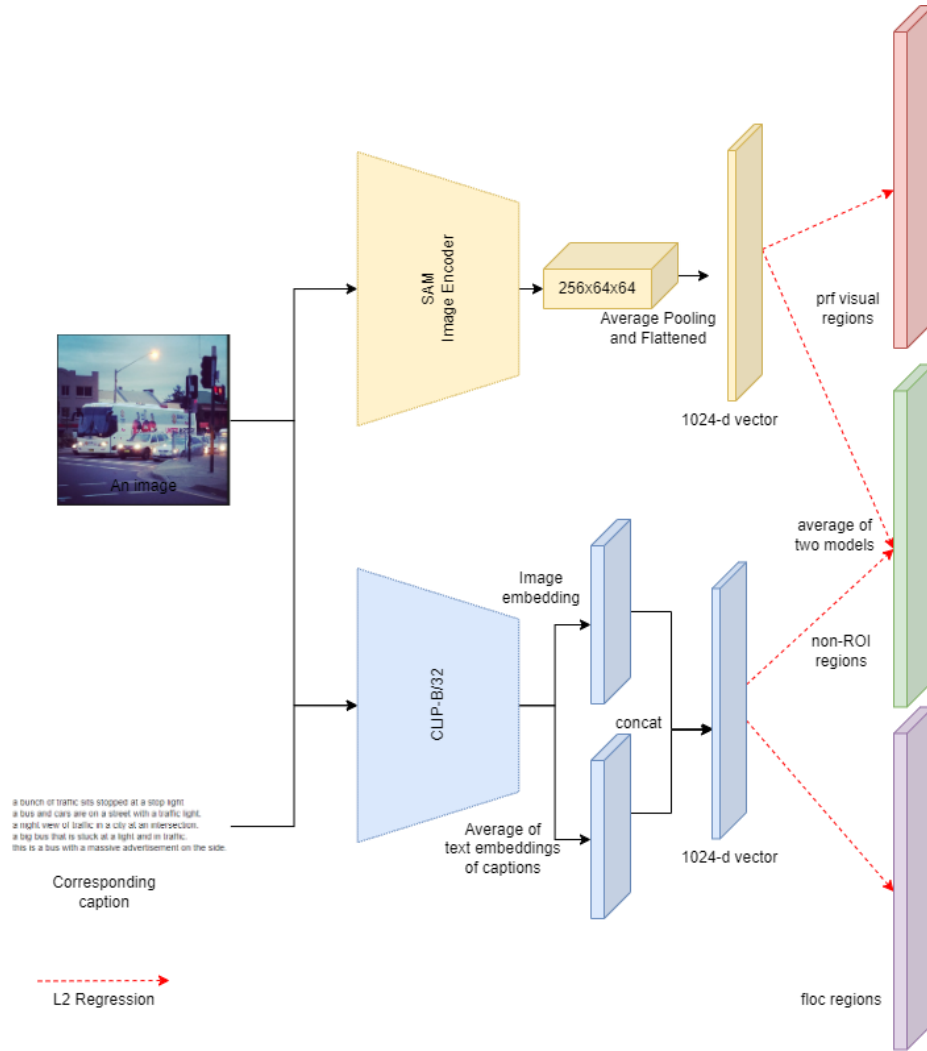 SAM
Image Encoder
256x64x64
Average Pooling
and Flattened
1024-d vector
prf visual
regions
An image
average of
two models
Image
embedding
non-ROI
regions
CLIP-B/32
concat
a bunch of traffic sits stopped at a stop light
a bus and cars are on a street with a traffic light.
a night view of traffic in a city at an intersection.
a big bus that is stuck at a light and in traffic.
this is a bus with a massive advertisement on the side.
Average of
text embeddings
of captions
1024-d vector
Corresponding
caption
L2 Regression
floc regions